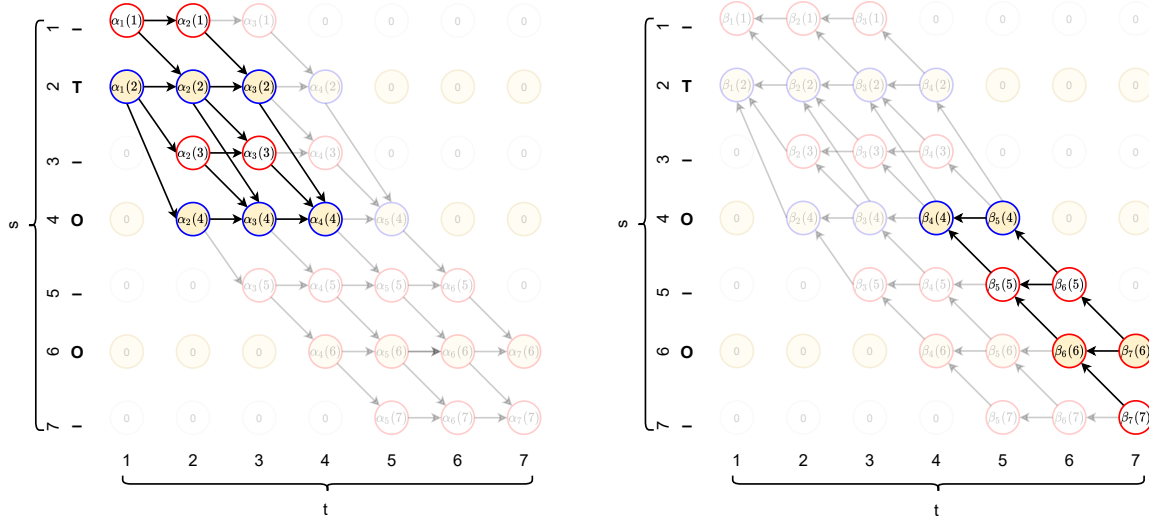 1 – α₁(1) α₂(1) α₃(1) 0 0 0 0
2 T α₁(2) α₂(2) α₃(2) α₄(2) 0 0 0
3 – 0 α₂(3) α₃(3) α₄(3) 0 0 0
4 O 0 α₂(4) α₃(4) α₄(4) α₅(4) 0 0
5 – 0 0 α₃(5) α₄(5) α₅(5) α₆(5) 0
6 O 0 0 0 α₄(6) α₅(6) α₆(6) α₇(6)
7 – 0 0 0 0 α₅(7) α₆(7) α₇(7)
s
1 2 3 4 5 6 7
t
1 – β₁(1) β₂(1) β₃(1) 0 0 0 0
2 T β₁(2) β₂(2) β₃(2) β₄(2) 0 0 0
3 – 0 β₂(3) β₃(3) β₄(3) 0 0 0
4 O 0 β₂(4) β₃(4) β₄(4) β₅(4) 0 0
5 – 0 0 β₃(5) β₄(5) β₅(5) β₆(5) 0
6 O 0 0 0 β₄(6) β₅(6) β₆(6) β₇(6)
7 – 0 0 0 0 β₅(7) β₆(7) β₇(7)
s
1 2 3 4 5 6 7
t